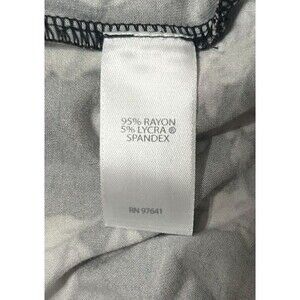 95% RAYON
5% LYCRA ®
SPANDEX
RN 97641